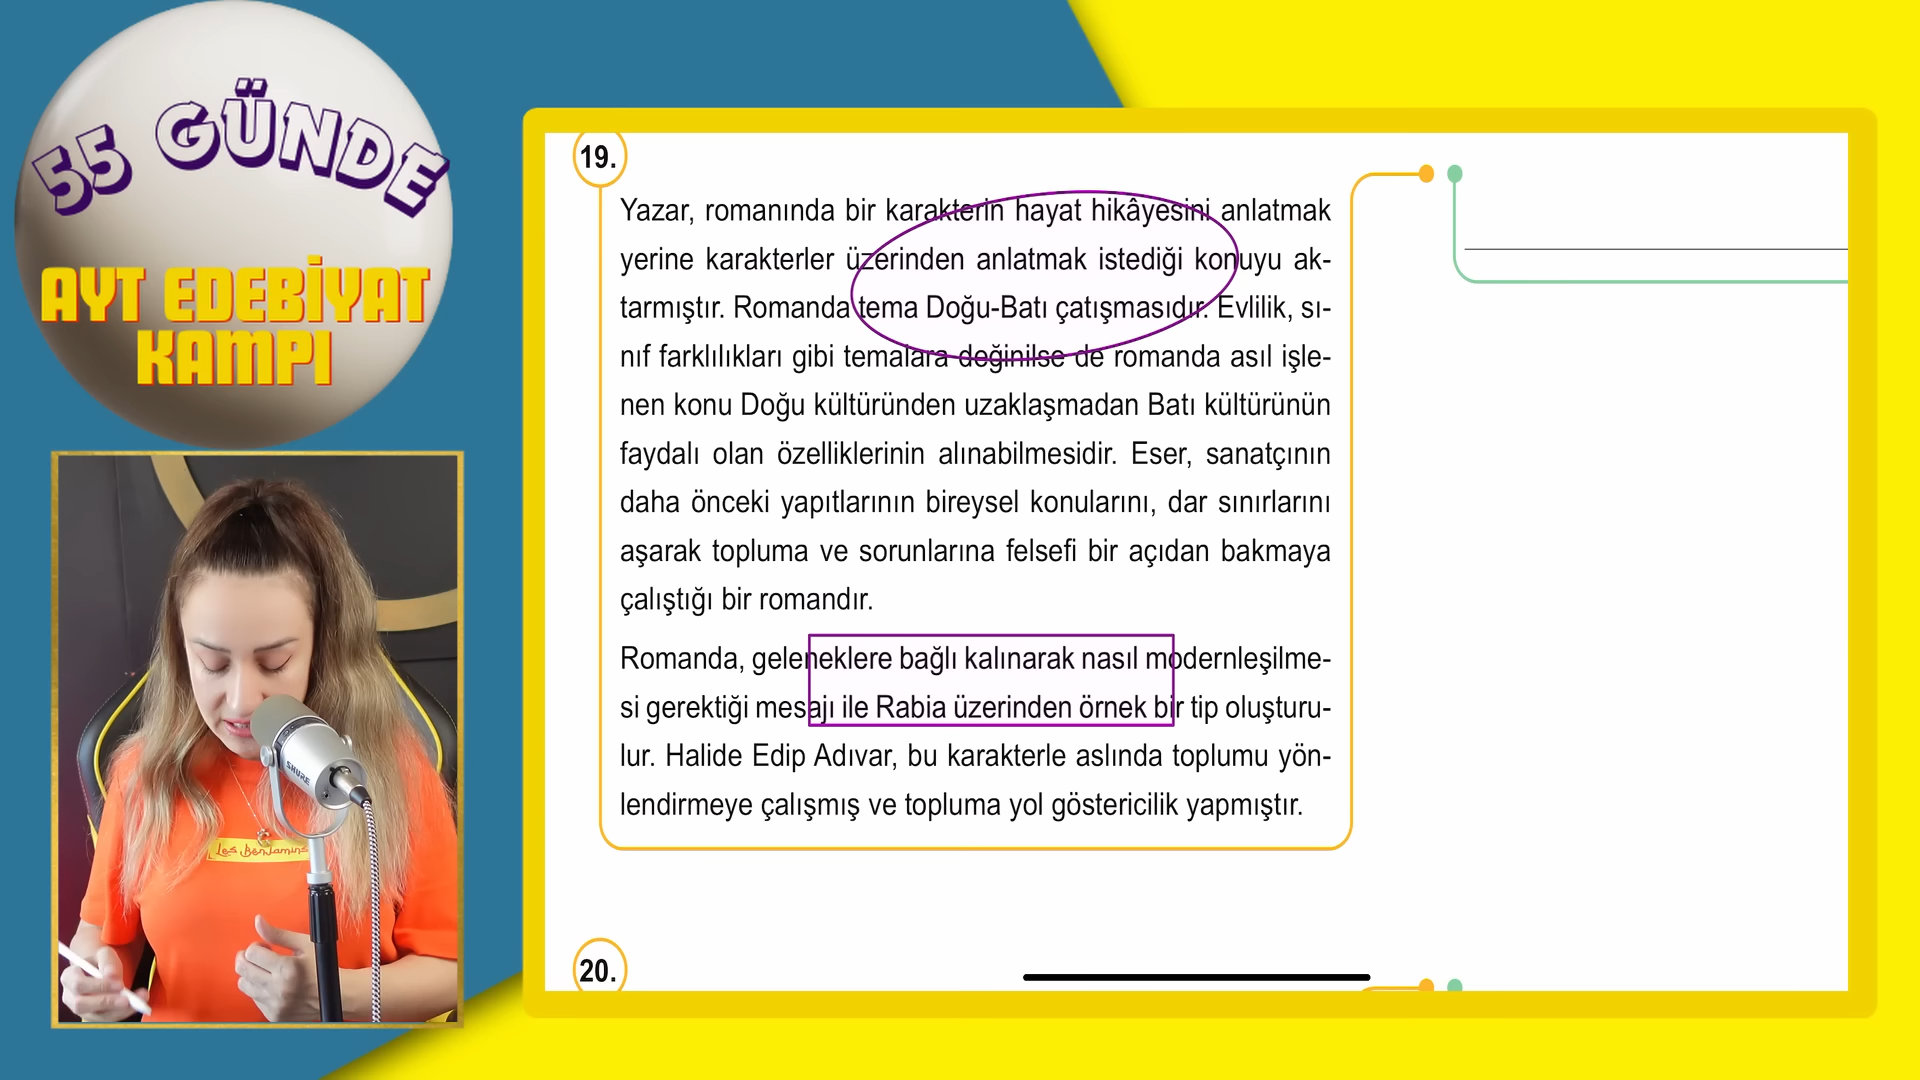 55 GÜNDE
AYT EDEBİYAT
KAMPI
SHURE
Les Benjamins
19.
Yazar, romanında bir karakterin hayat hikâyesini anlatmak
yerine karakterler üzerinden anlatmak istediği konuyu ak-
tarmıştır. Romanda tema Doğu-Batı çatışmasıdır. Evlilik, sı-
nıf farklılıkları gibi temalara değinilse de romanda asıl işle-
nen konu Doğu kültüründen uzaklaşmadan Batı kültürünün
faydalı olan özelliklerinin alınabilmesidir. Eser, sanatçının
daha önceki yapıtlarının bireysel konularını, dar sınırlarını
aşarak topluma ve sorunlarına felsefi bir açıdan bakmaya
çalıştığı bir romandır.
Romanda, geleneklere bağlı kalınarak nasıl modernleşilme-
si gerektiği mesajı ile Rabia üzerinden örnek bir tip oluşturu-
lur. Halide Edip Adıvar, bu karakterle aslında toplumu yön-
lendirmeye çalışmış ve topluma yol göstericilik yapmıştır.
20.